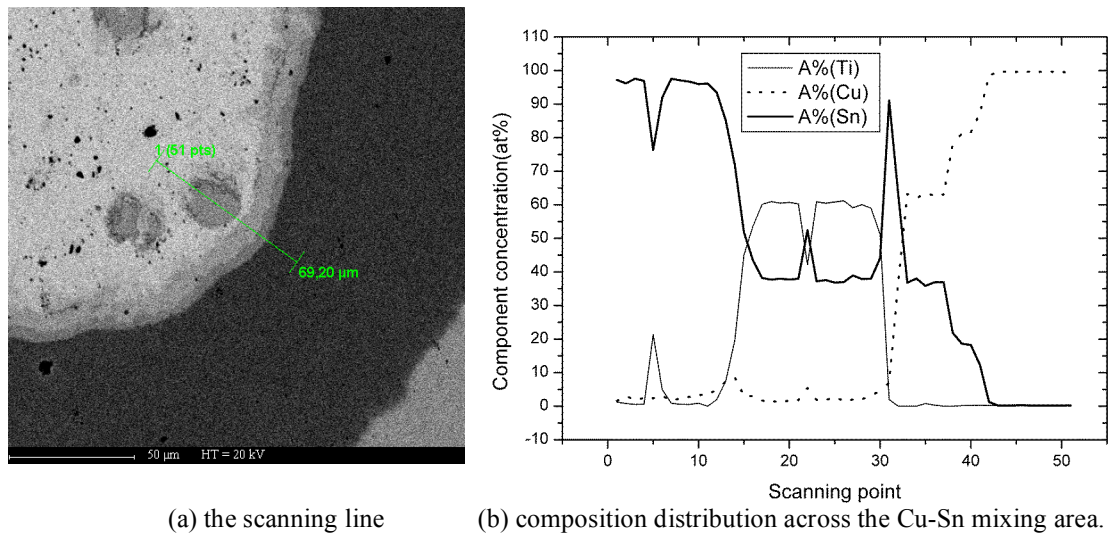 1 (51 pts)
69,20 µm
50 µm HT = 20 kV
110
100
90
80
70
60
50
40
30
20
10
0
-10
Component concentration(at%)
A%(Ti)
A%(Cu)
A%(Sn)
0 10 20 30 40 50
Scanning point
(a) the scanning line (b) composition distribution across the Cu-Sn mixing area.